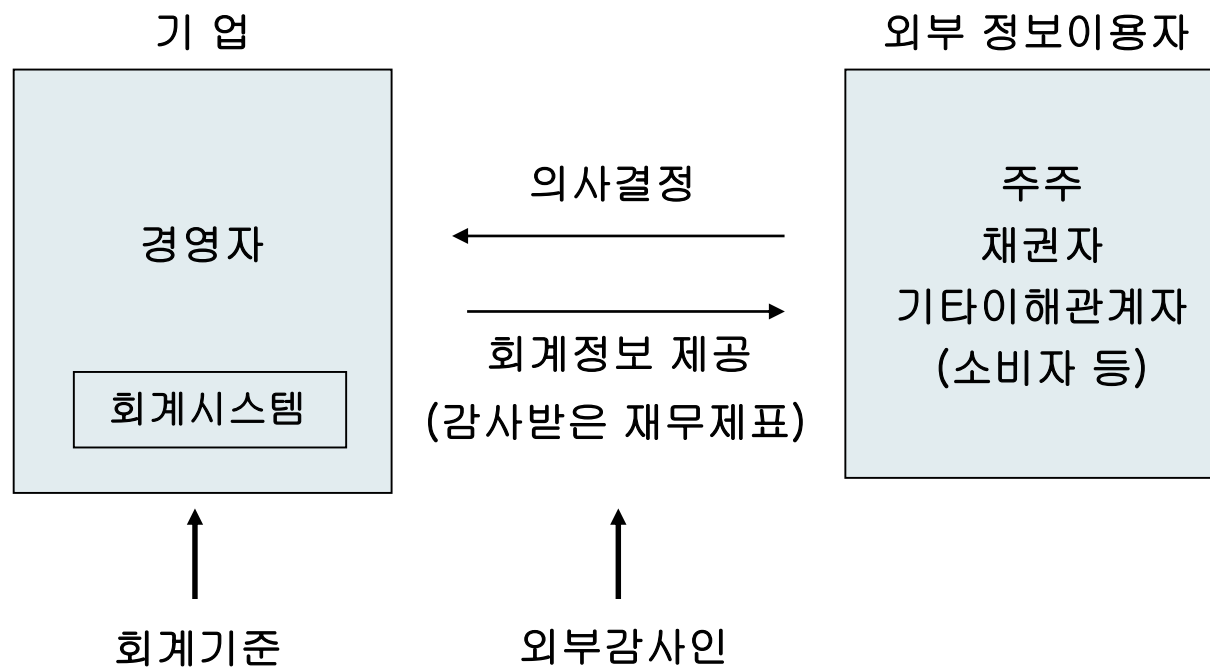 기 업
외부 정보이용자
경영자
회계시스템
의사결정
회계정보 제공
(감사받은 재무제표)
주주
채권자
기타이해관계자
(소비자 등)
회계기준
외부감사인